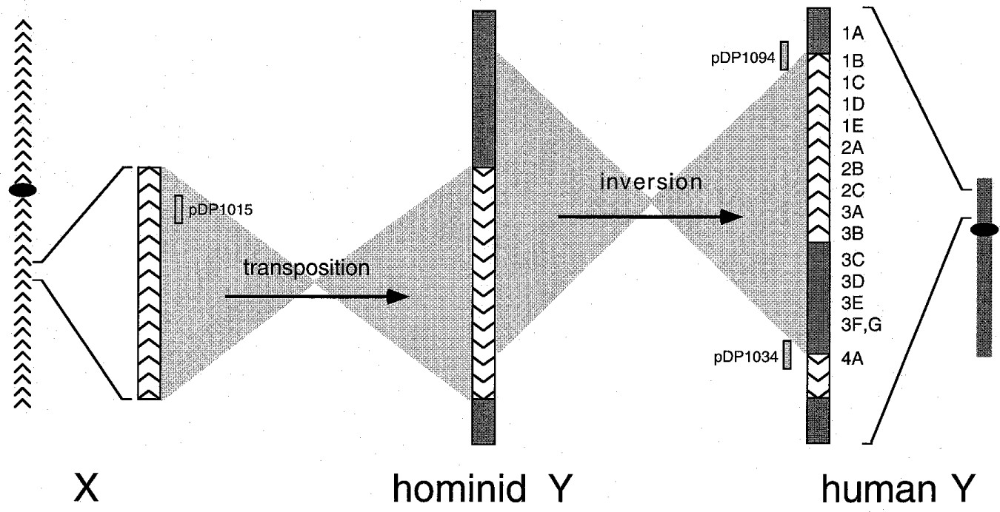 pDP1015
transposition
inversion
pDP1094
pDP1034
1A
1B
1C
1D
1E
2A
2B
2C
3A
3B
3C
3D
3E
3F,G
4A
X
hominid Y
human Y